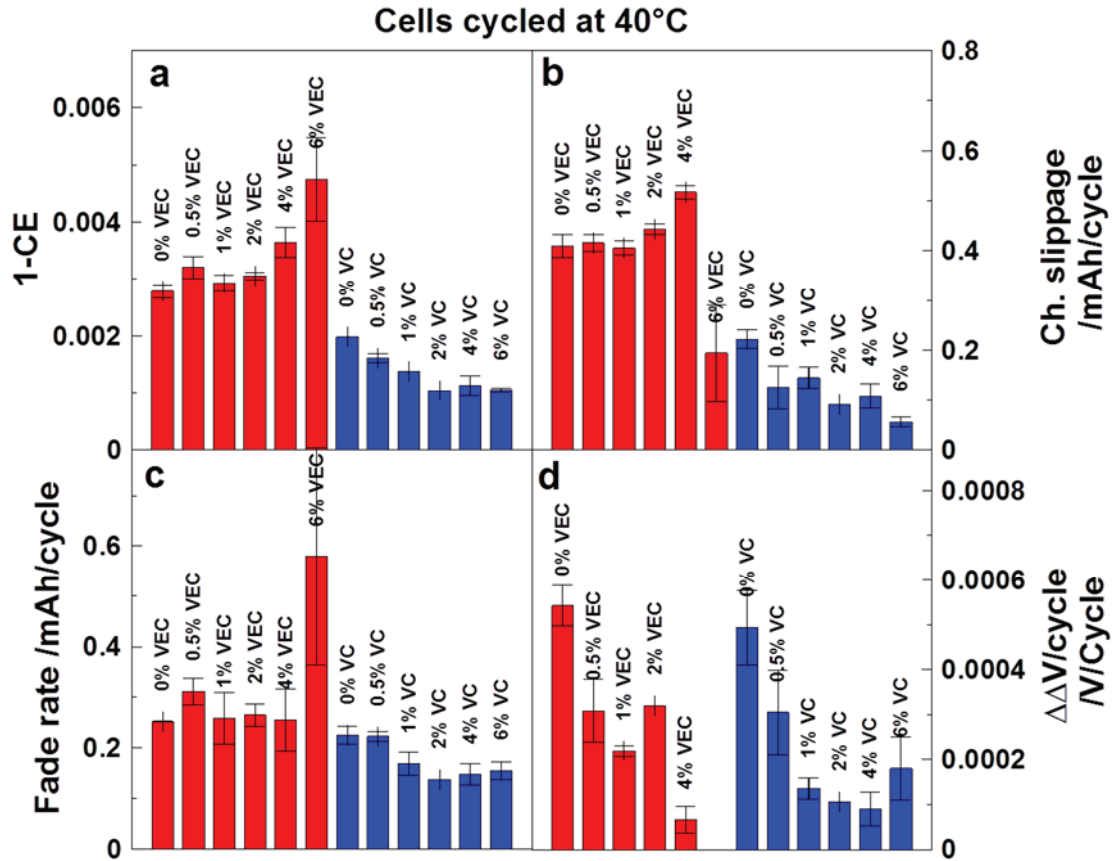 Cells cycled at 40°C
a
0.006
0.004
0.002
0
1-CE
0% VEC
0.5% VEC
1% VEC
2% VEC
4% VEC
6% VEC
0% VC
0.5% VC
1% VC
2% VC
4% VC
6% VC
b
0.8
0.6
0.4
0.2
0
Ch. slippage
/mAh/cycle
0% VEC
0.5% VEC
1% VEC
2% VEC
4% VEC
6% VEC
0% VC
0.5% VC
1% VC
2% VC
4% VC
6% VC
c
0.6
0.4
0.2
0
Fade rate /mAh/cycle
0% VEC
0.5% VEC
1% VEC
2% VEC
4% VEC
6% VEC
0% VC
0.5% VC
1% VC
2% VC
4% VC
6% VC
d
0.0008
0.0006
0.0004
0.0002
0
ΔΔV/cycle
/V/Cycle
0% VEC
0.5% VEC
1% VEC
2% VEC
4% VEC
0% VC
0.5% VC
1% VC
2% VC
4% VC
6% VC